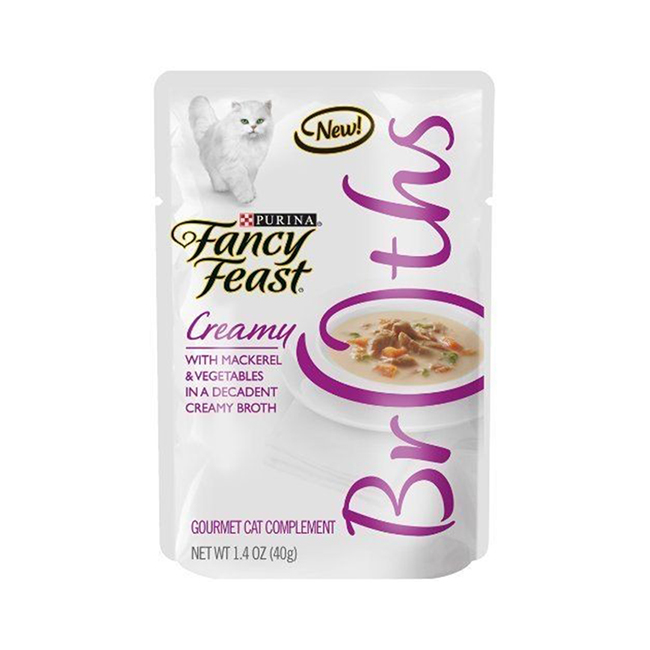 New!
PURINA®
Fancy
Feast®
Creamy
WITH MACKEREL
& VEGETABLES
IN A DECADENT
CREAMY BROTH
Broths
GOURMET CAT COMPLEMENT
NET WT 1.4 OZ (40g)